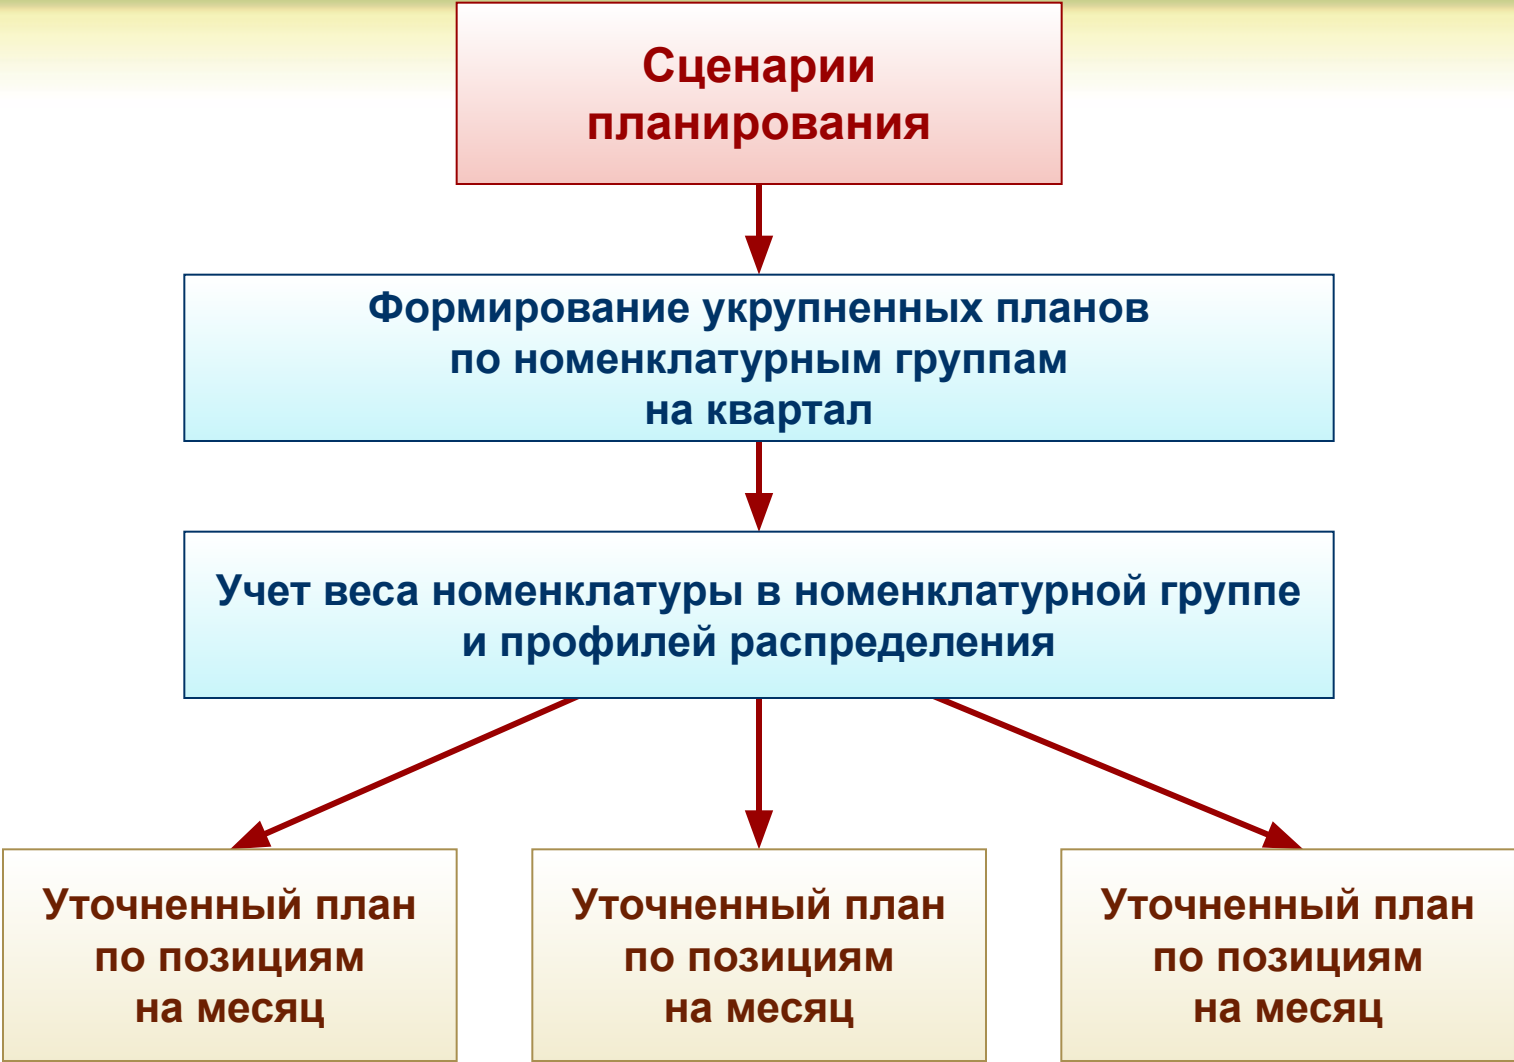 Сценарии
планирования
Формирование укрупненных планов
по номенклатурным группам
на квартал
Учет веса номенклатуры в номенклатурной группе
и профилей распределения
Уточненный план
по позициям
на месяц
Уточненный план
по позициям
на месяц
Уточненный план
по позициям
на месяц